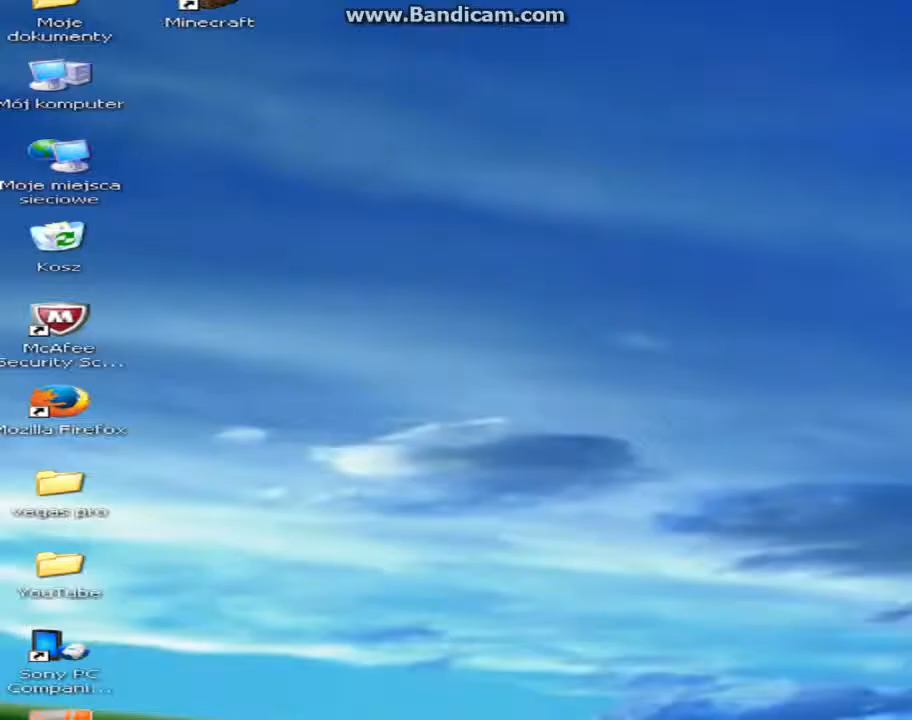 www.Bandicam.com
Moje
dokumenty
Minecraft
Mój komputer
Moje miejsca
sieciowe
Kosz
McAfee
Security Sc...
Mozilla Firefox
vegas pro
YouTube
Sony PC
Compani...